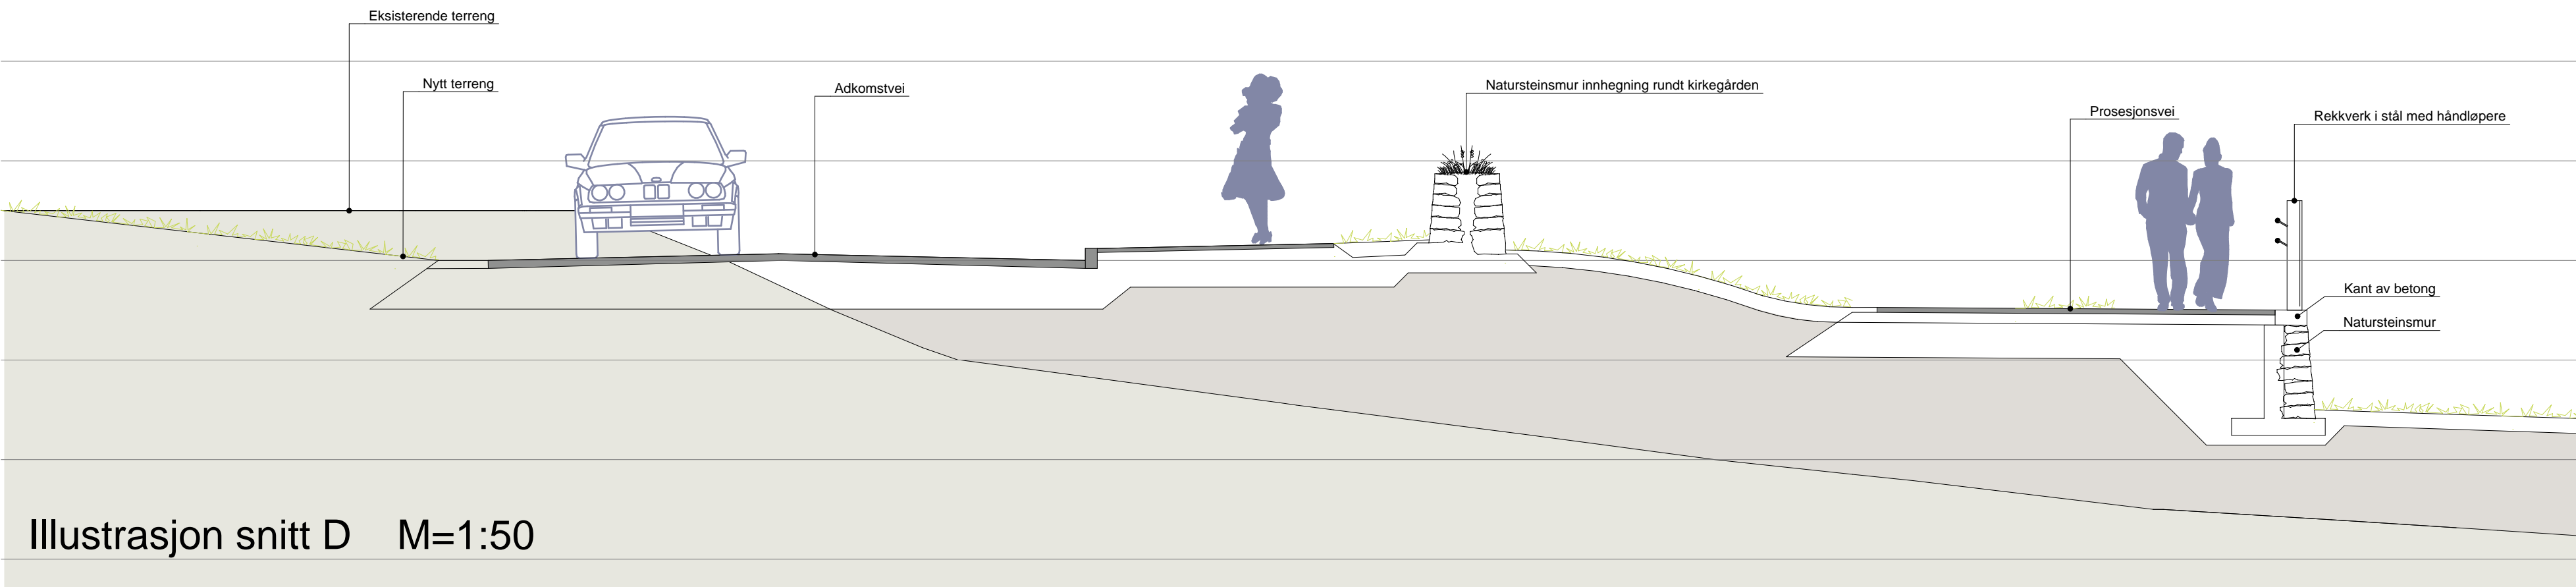 Eksisterende terreng
Nytt terreng
Adkomstvei
Natursteinsmur innhegning rundt kirkegården
Prosesjonsvei
Rekkverk i stål med håndløpere
Kant av betong
Natursteinsmur
Illustrasjon snitt D M=1:50